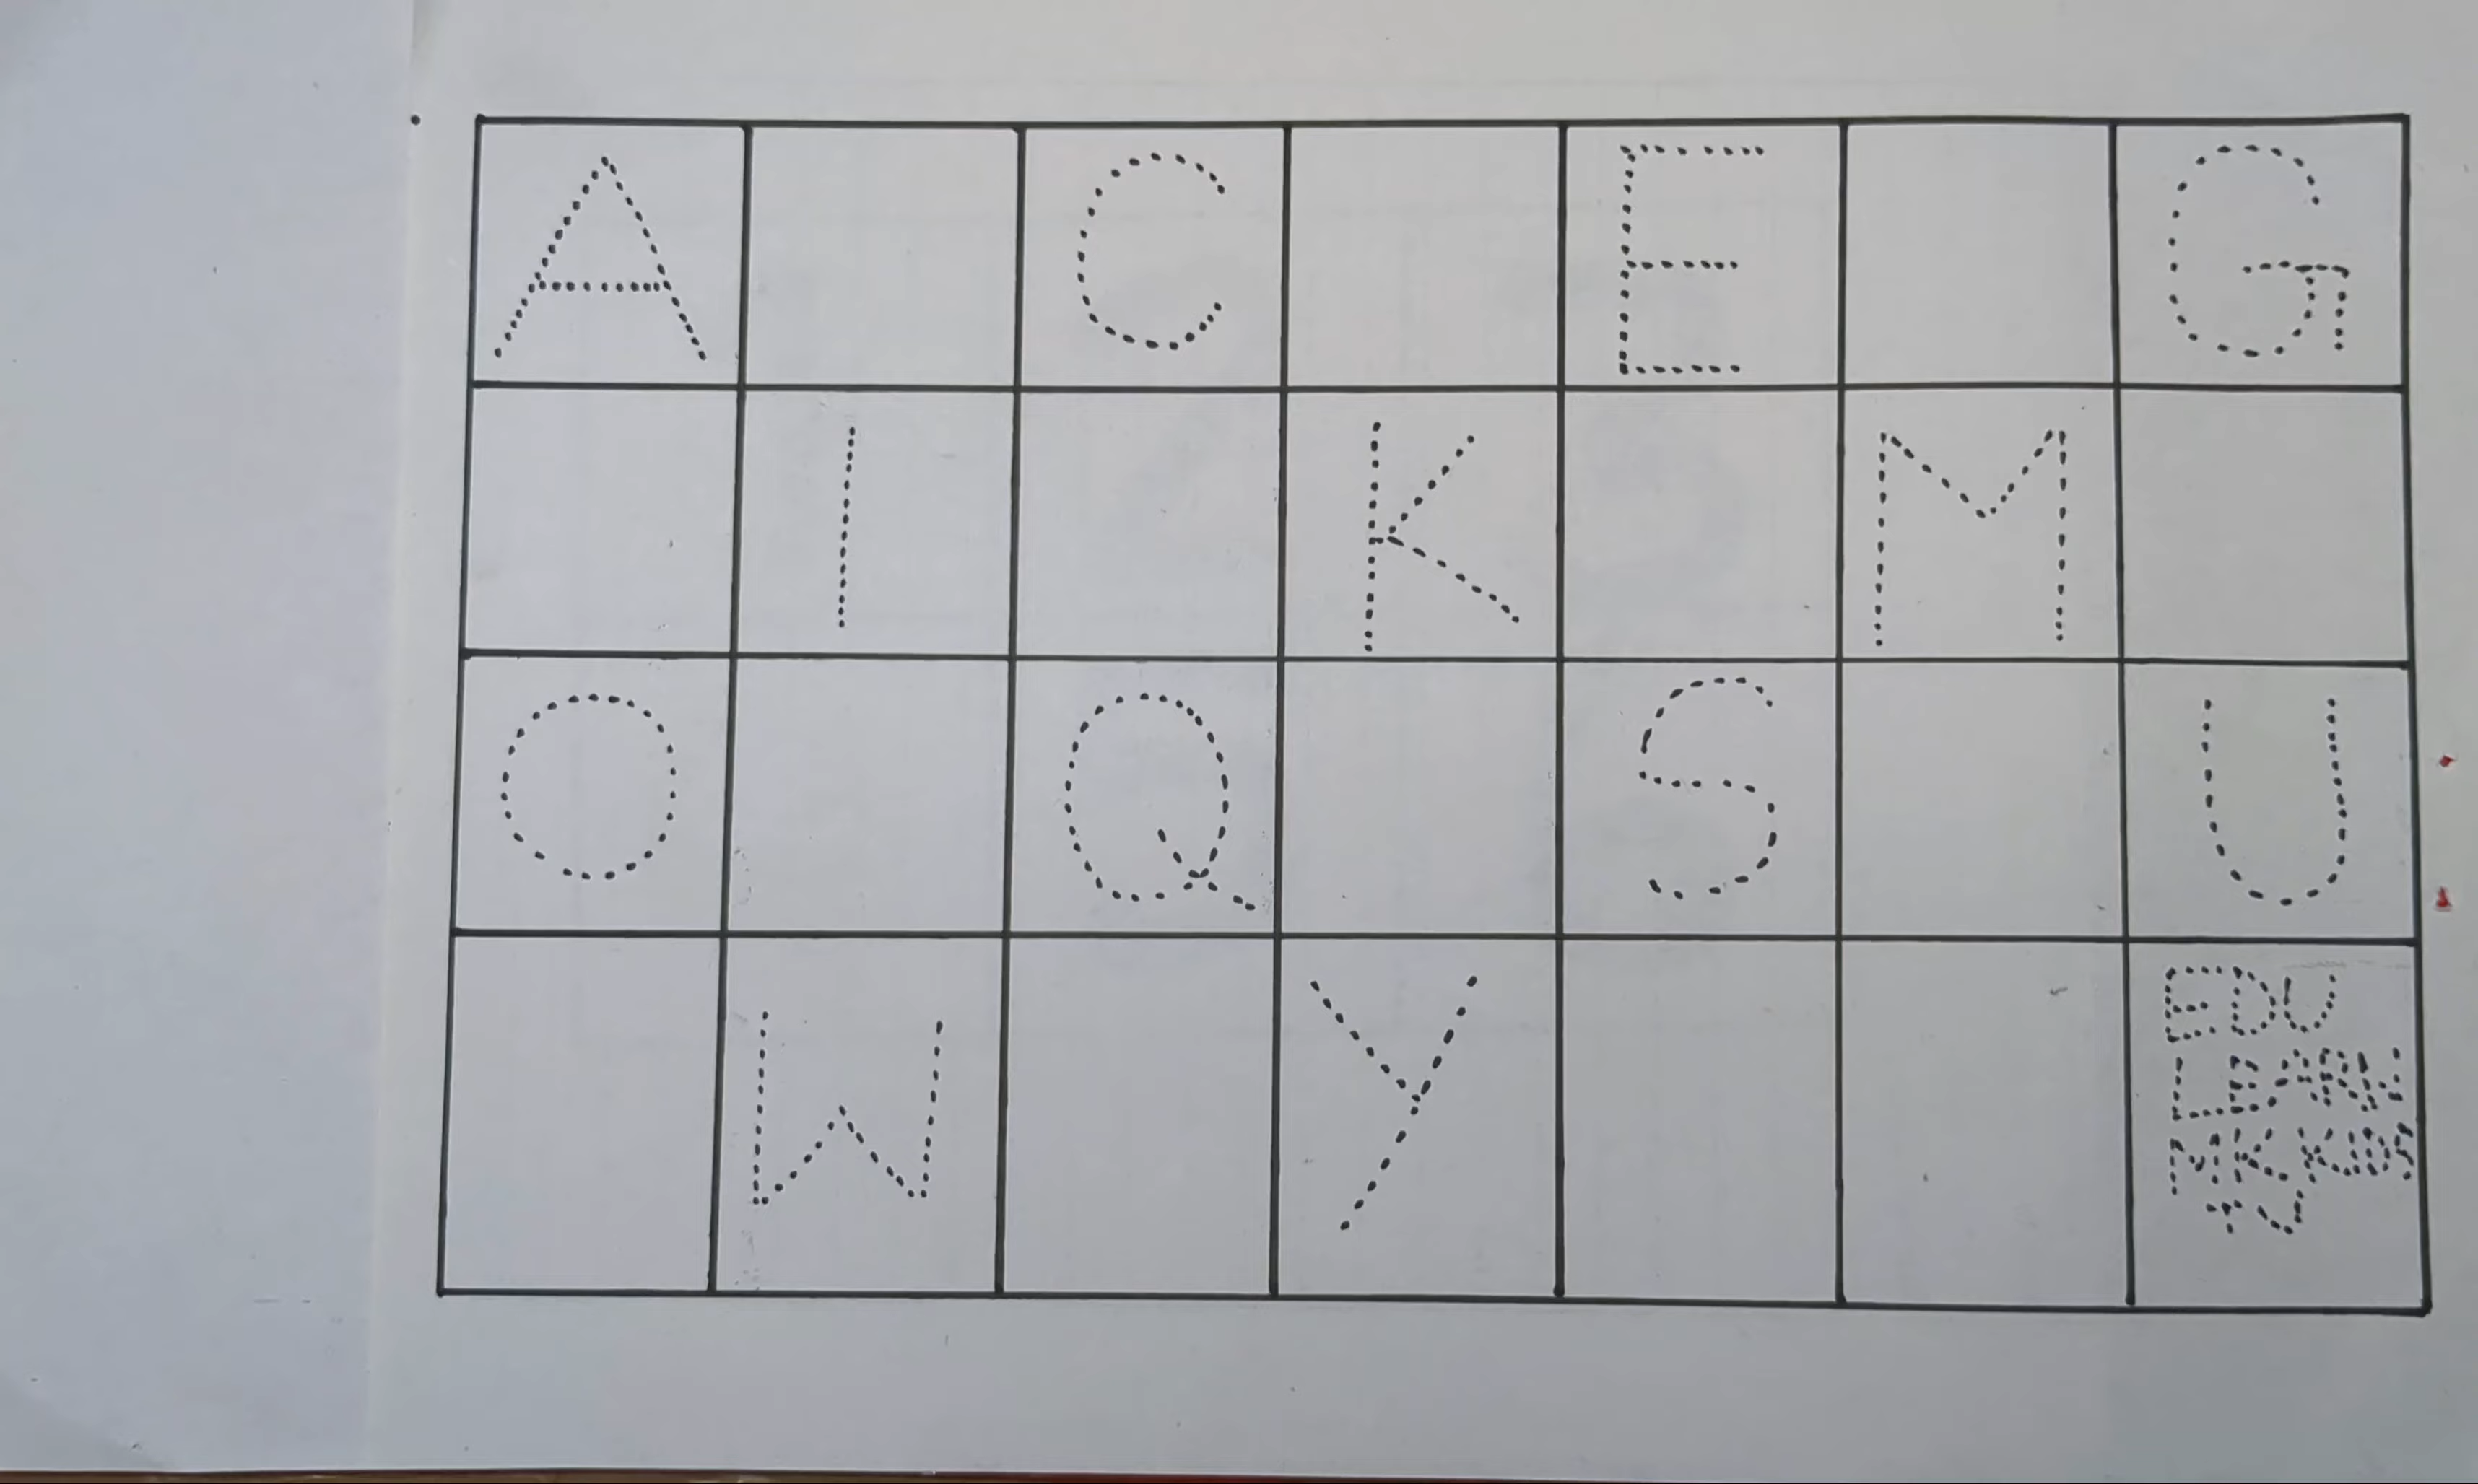 A C E G
I K M
O Q S U
W Y
EDU
LEARN
MK KIDS
TV